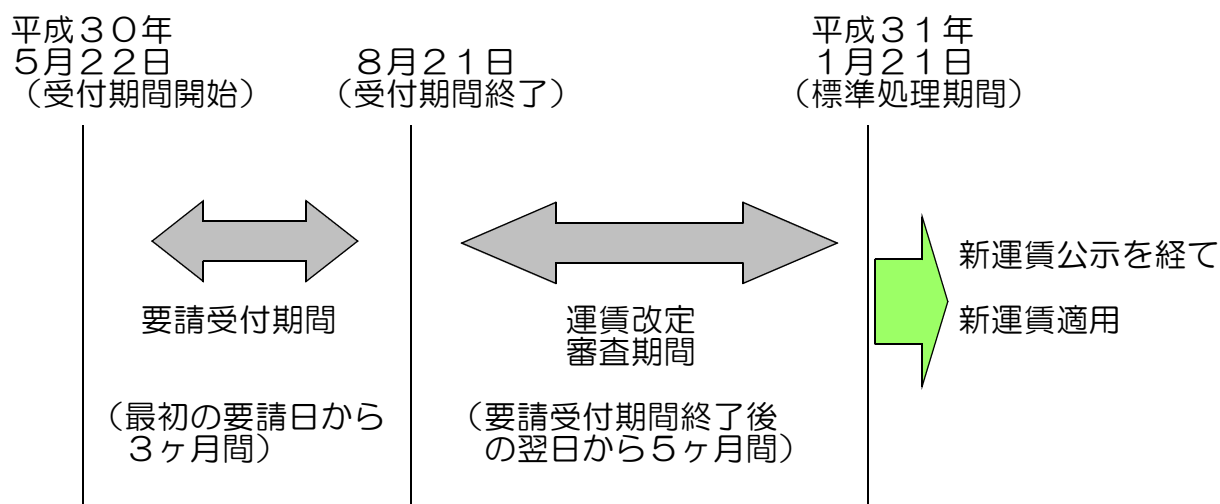 平成３０年
５月２２日
（受付期間開始）
８月２１日
（受付期間終了）
平成３１年
１月２１日
（標準処理期間）
要請受付期間
（最初の要請日から
３ヶ月間）
運賃改定
審査期間
（要請受付期間終了後
の翌日から５ヶ月間）
新運賃公示を経て
新運賃適用